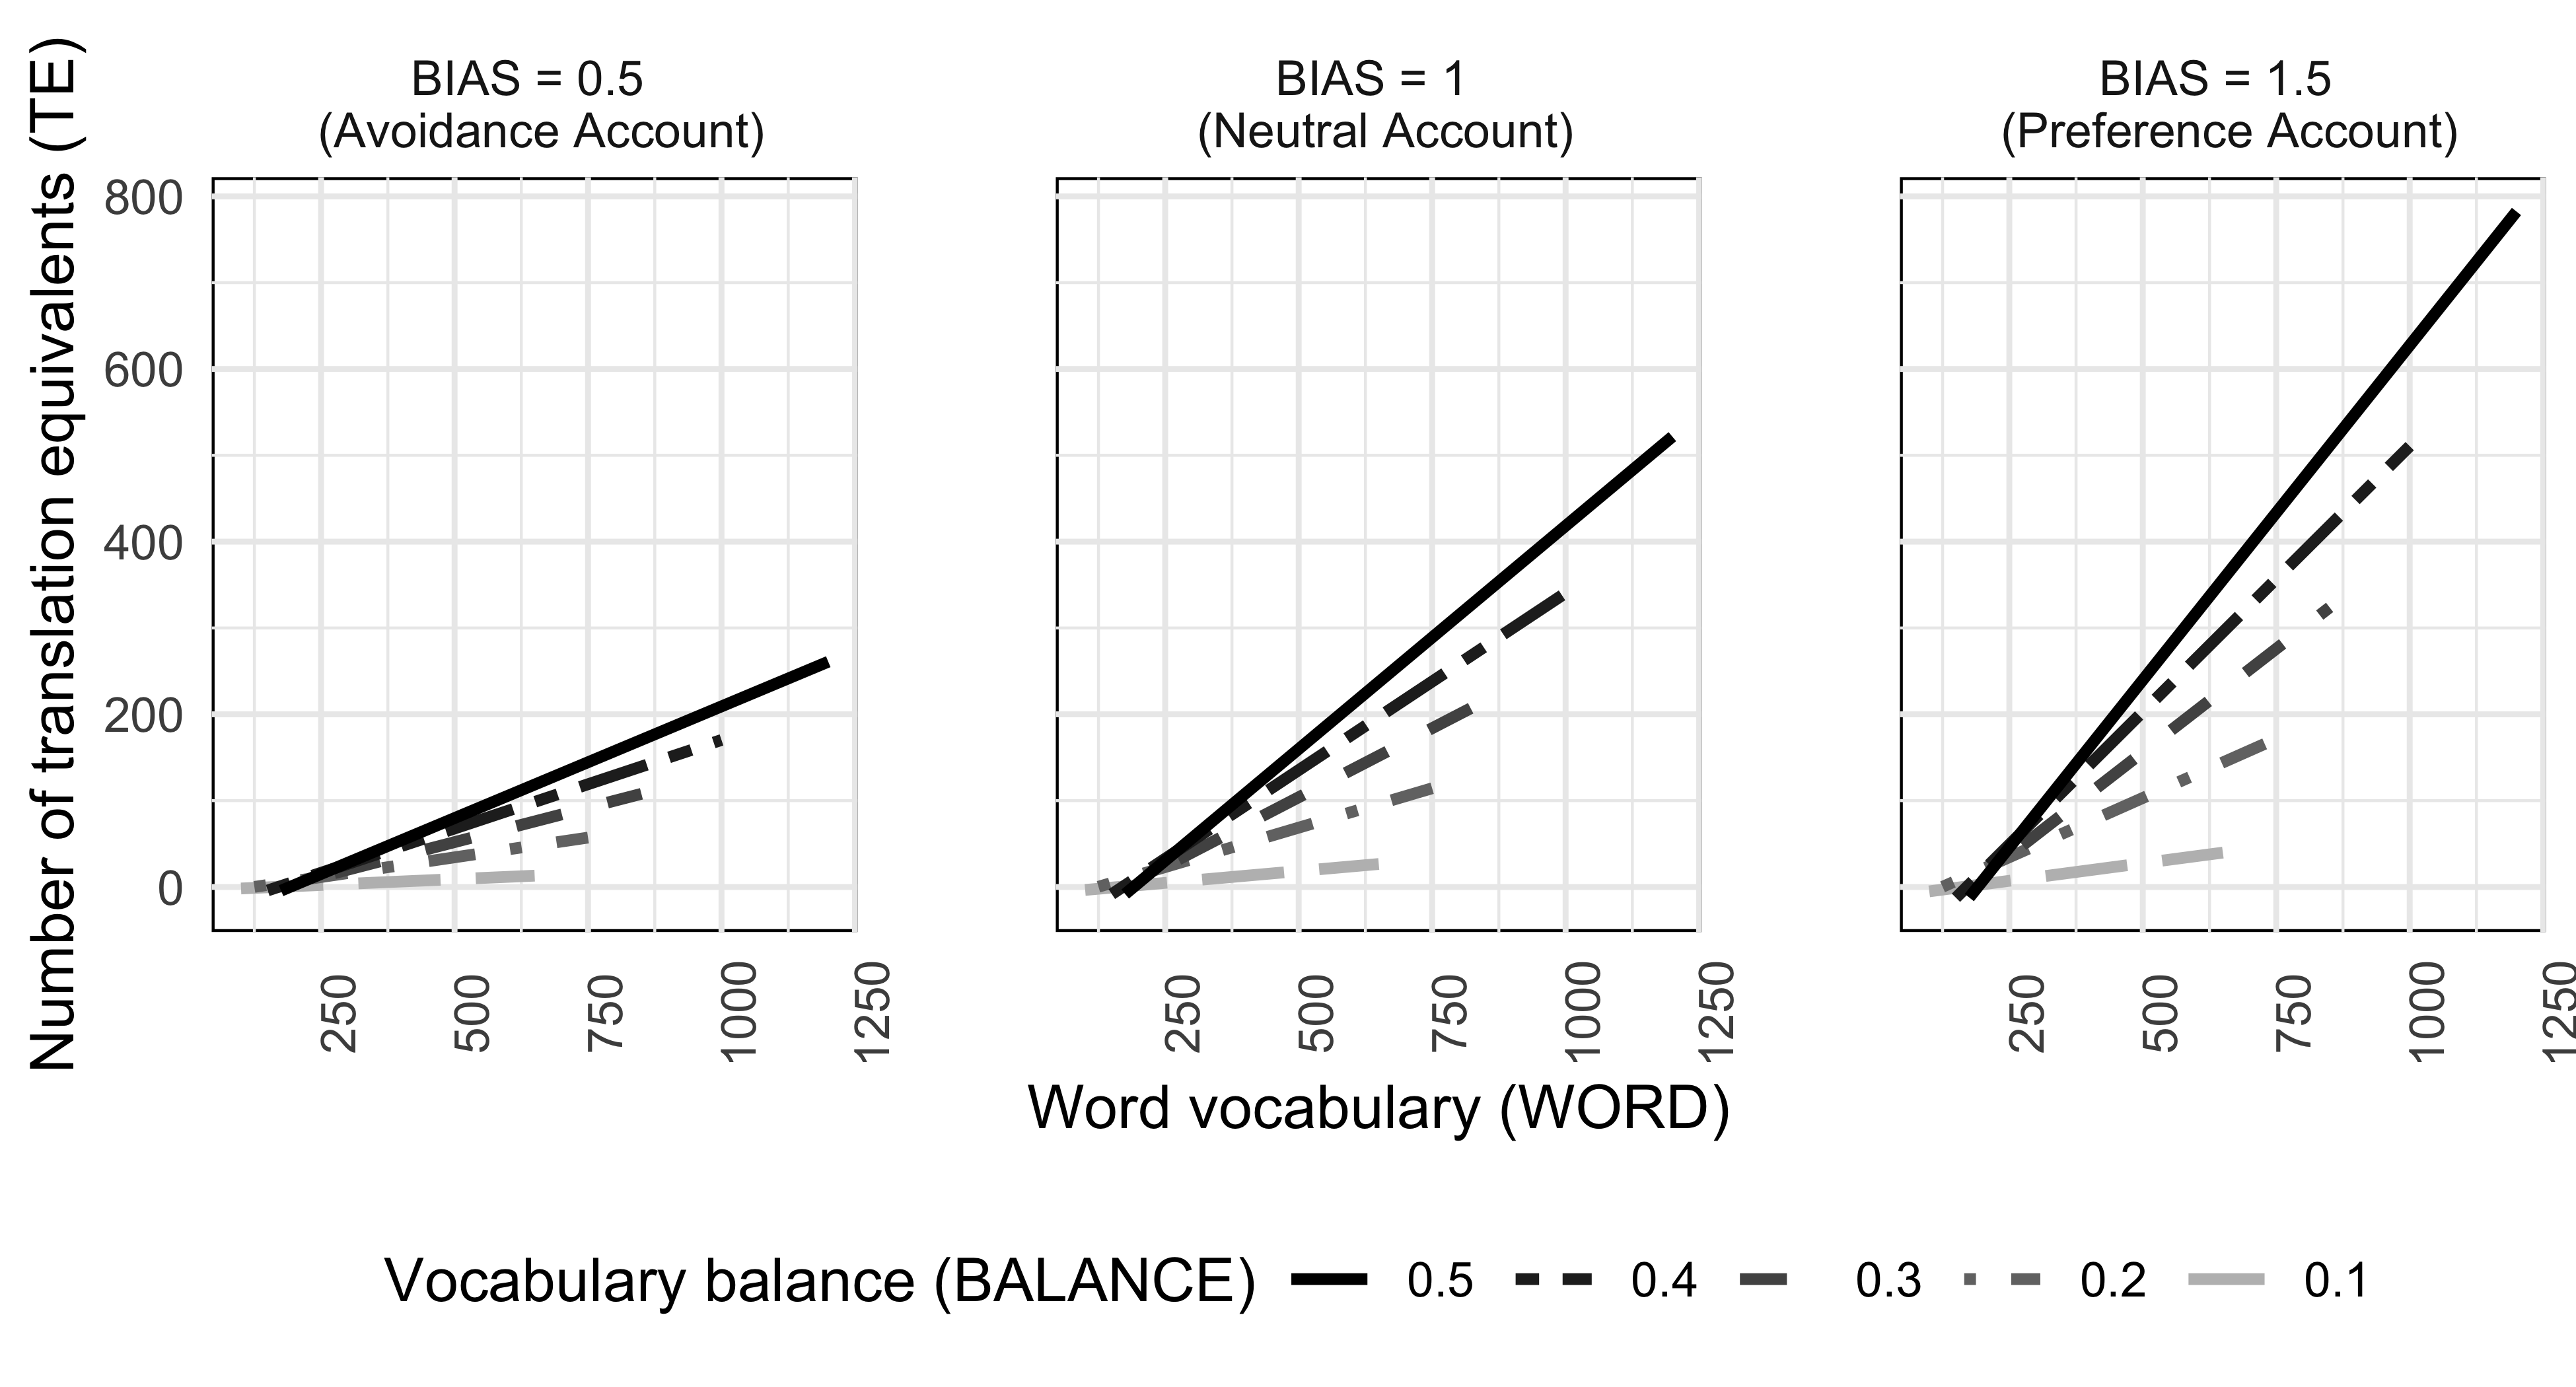 Number of translation equivalents (TE)
BIAS = 0.5
(Avoidance Account)
BIAS = 1
(Neutral Account)
BIAS = 1.5
(Preference Account)
800
600
400
200
0
250 500 750 1000 1250
250 500 750 1000 1250
250 500 750 1000 1250
Word vocabulary (WORD)
Vocabulary balance (BALANCE) 0.5 0.4 0.3 0.2 0.1